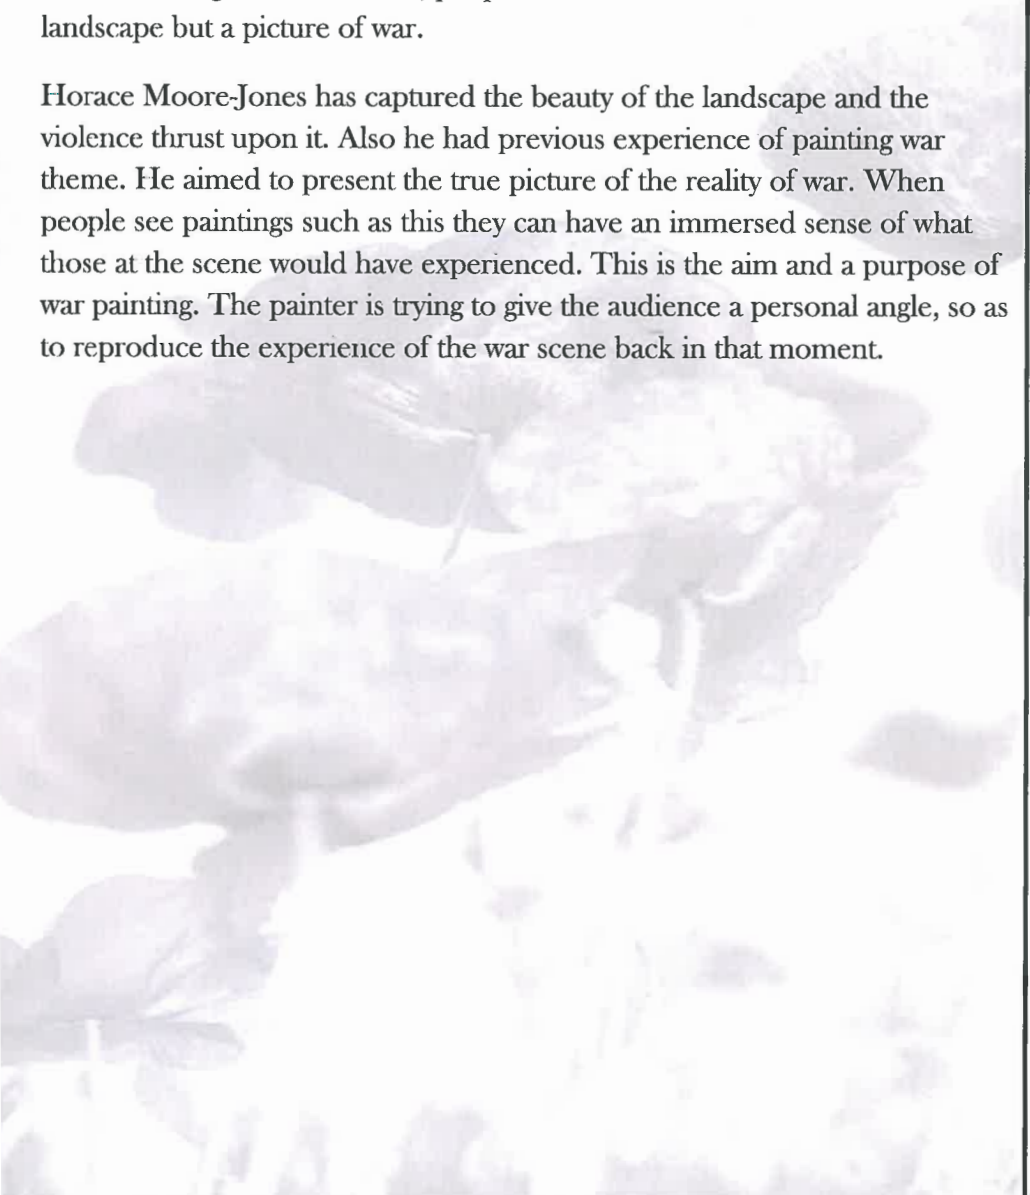 landscape but a picture of war.
Horace Moore-Jones has captured the beauty of the landscape and the
violence thrust upon it. Also he had previous experience of painting war
theme. He aimed to present the true picture of the reality of war. When
people see paintings such as this they can have an immersed sense of what
those at the scene would have experienced. This is the aim and a purpose of
war painting. The painter is trying to give the audience a personal angle, so as
to reproduce the experience of the war scene back in that moment.